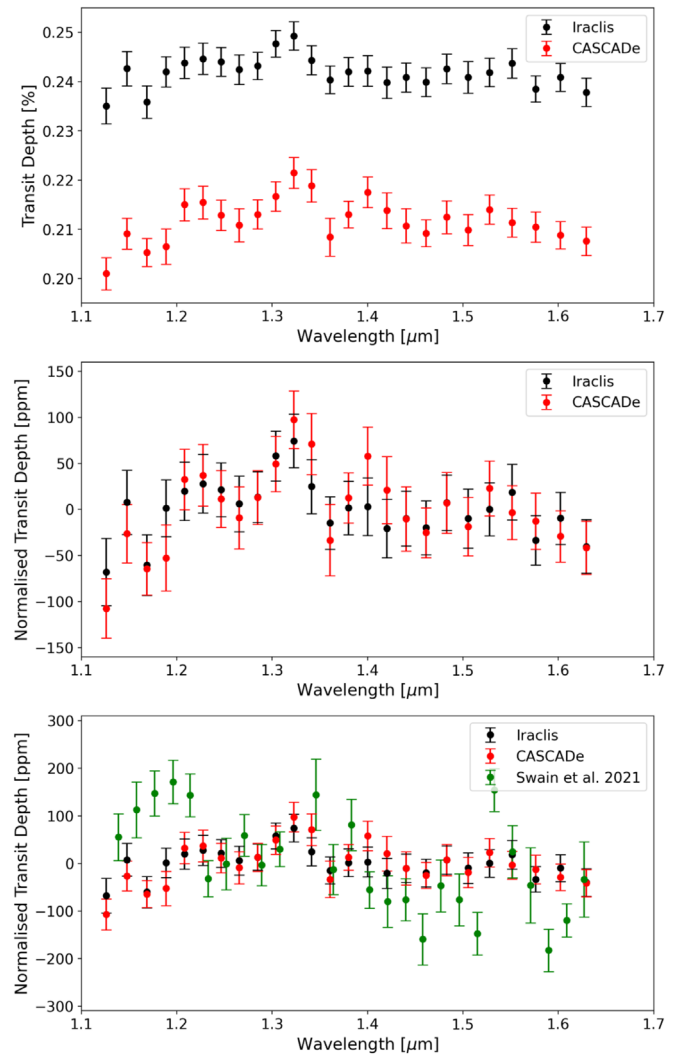 0.25
0.24
0.23
0.22
0.21
0.20
Transit Depth [%]
Iraclis
CASCADe
1.1 1.2 1.3 1.4 1.5 1.6 1.7
Wavelength [μm]
150
100
50
0
−50
−100
−150
Normalised Transit Depth [ppm]
Iraclis
CASCADe
1.1 1.2 1.3 1.4 1.5 1.6 1.7
Wavelength [μm]
300
200
100
0
−100
−200
−300
Normalised Transit Depth [ppm]
Iraclis
CASCADe
Swain et al. 2021
1.1 1.2 1.3 1.4 1.5 1.6 1.7
Wavelength [μm]